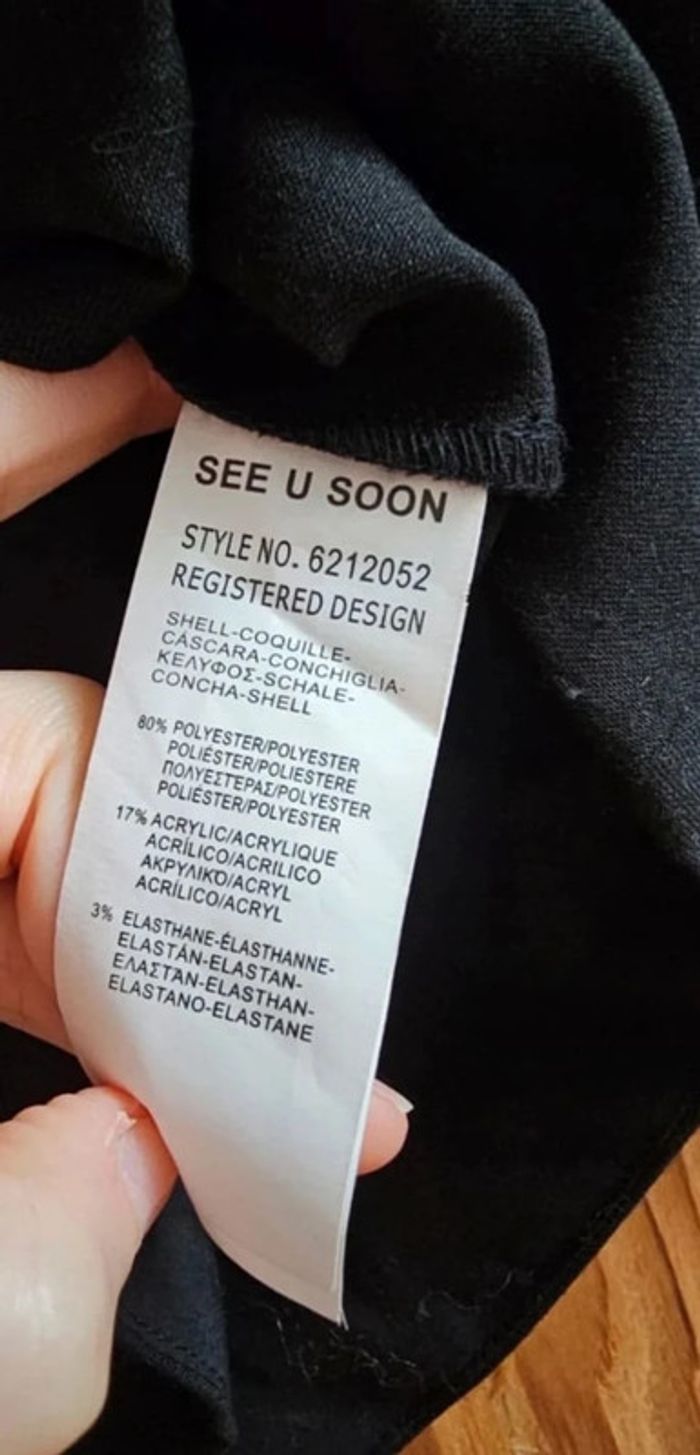 SEE U SOON
STYLE NO. 6212052
REGISTERED DESIGN
SHELL-COQUILLE-
CÁSCARA-CONCHIGLIA-
ΚΕΛΥΦΟΣ-SCHALE-
CONCHA-SHELL
80% POLYESTER/POLYESTER
POLIÉSTER/POLIESTERE
ΠΟΛΥΕΣΤΕΡΑΣ/POLYESTER
POLIÉSTER/POLYESTER
17% ACRYLIC/ACRYLIQUE
ACRÍLICO/ACRILICO
ΑΚΡΥΛΙΚΌ/ACRYL
ACRÍLICO/ACRYL
3% ELASTHANE-ÉLASTHANNE-
ELASTÁN-ELASTAN-
ΕΛΑΣΤΆΝ-ELASTHAN-
ELASTANO-ELASTANE